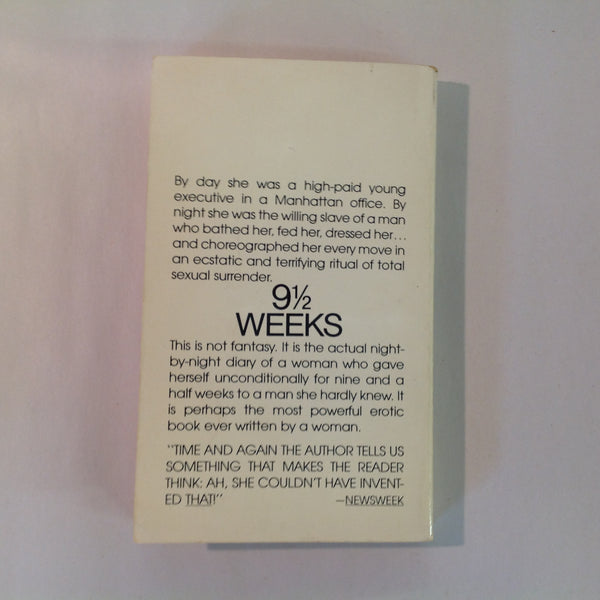 By day she was a high-paid young
executive in a Manhattan office. By
night she was the willing slave of a man
who bathed her, fed her, dressed her...
and choreographed her every move in
an ecstatic and terrifying ritual of total
sexual surrender.
9½
WEEKS
This is not fantasy. It is the actual night-
by-night diary of a woman who gave
herself unconditionally for nine and a
half weeks to a man she hardly knew. It
is perhaps the most powerful erotic
book ever written by a woman.
"TIME AND AGAIN THE AUTHOR TELLS US
SOMETHING THAT MAKES THE READER
THINK: AH, SHE COULDN'T HAVE INVENT-
ED THAT!" —NEWSWEEK